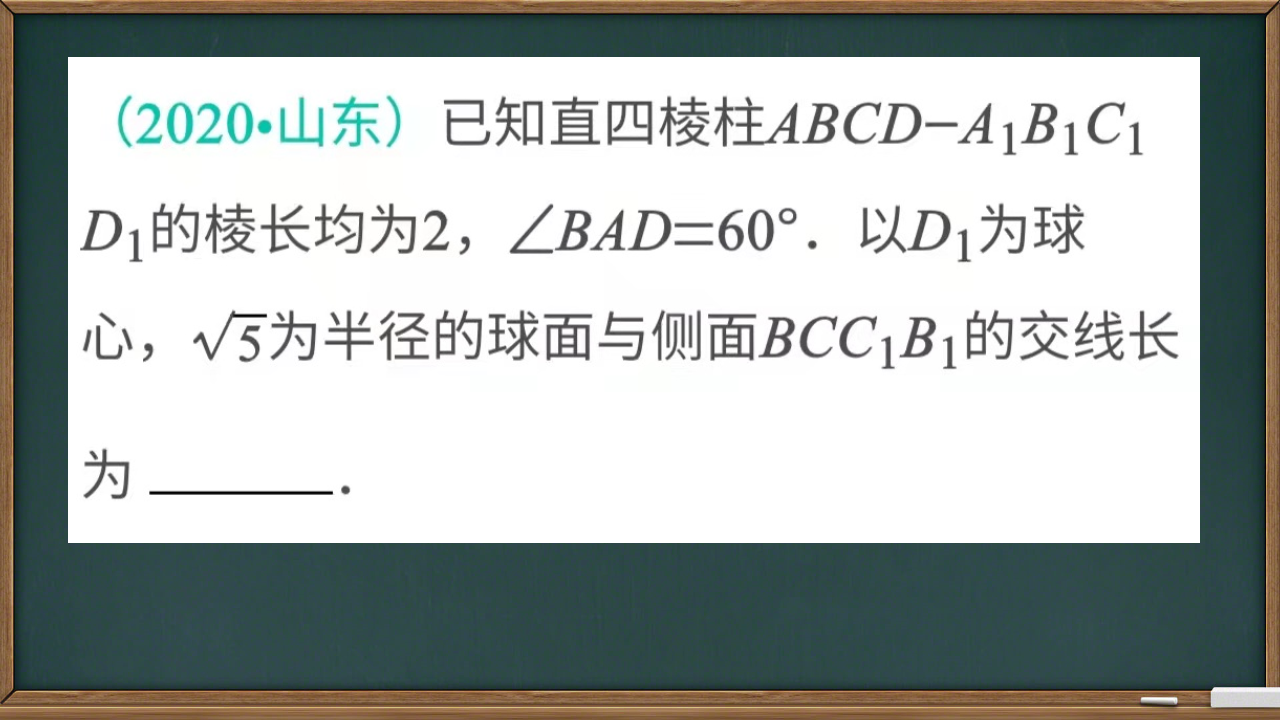 （2020•山东）已知直四棱柱ABCD−A₁B₁C₁
D₁的棱长均为2，∠BAD=60°．以D₁为球
心，√5为半径的球面与侧面BCC₁B₁的交线长
为 ________．